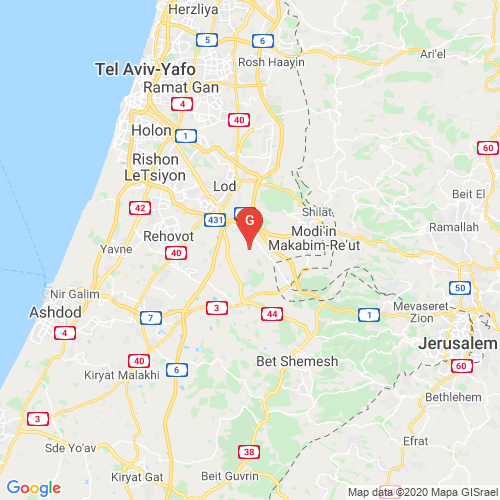 Herzliya
5
6
Rosh Haayin
Ari'el
Tel Aviv-Yafo
Ramat Gan
4
40
60
Holon
1
Rishon
LeTsiyon
Lod
Beit El
42
431
G
Shilat
Modi'in
Makabim-Re'ut
Ramallah
Rehovot
Yavne
40
Nir Galim
50
Ashdod
3
44
1
Mevaseret
Zion
7
4
Jerusalem
40
6
Bet Shemesh
60
Kiryat Malakhi
Bethlehem
3
Sde Yo'av
38
Efrat
Kiryat Gat
Beit Guvrin
Google
Map data ©2020 Mapa GISrael